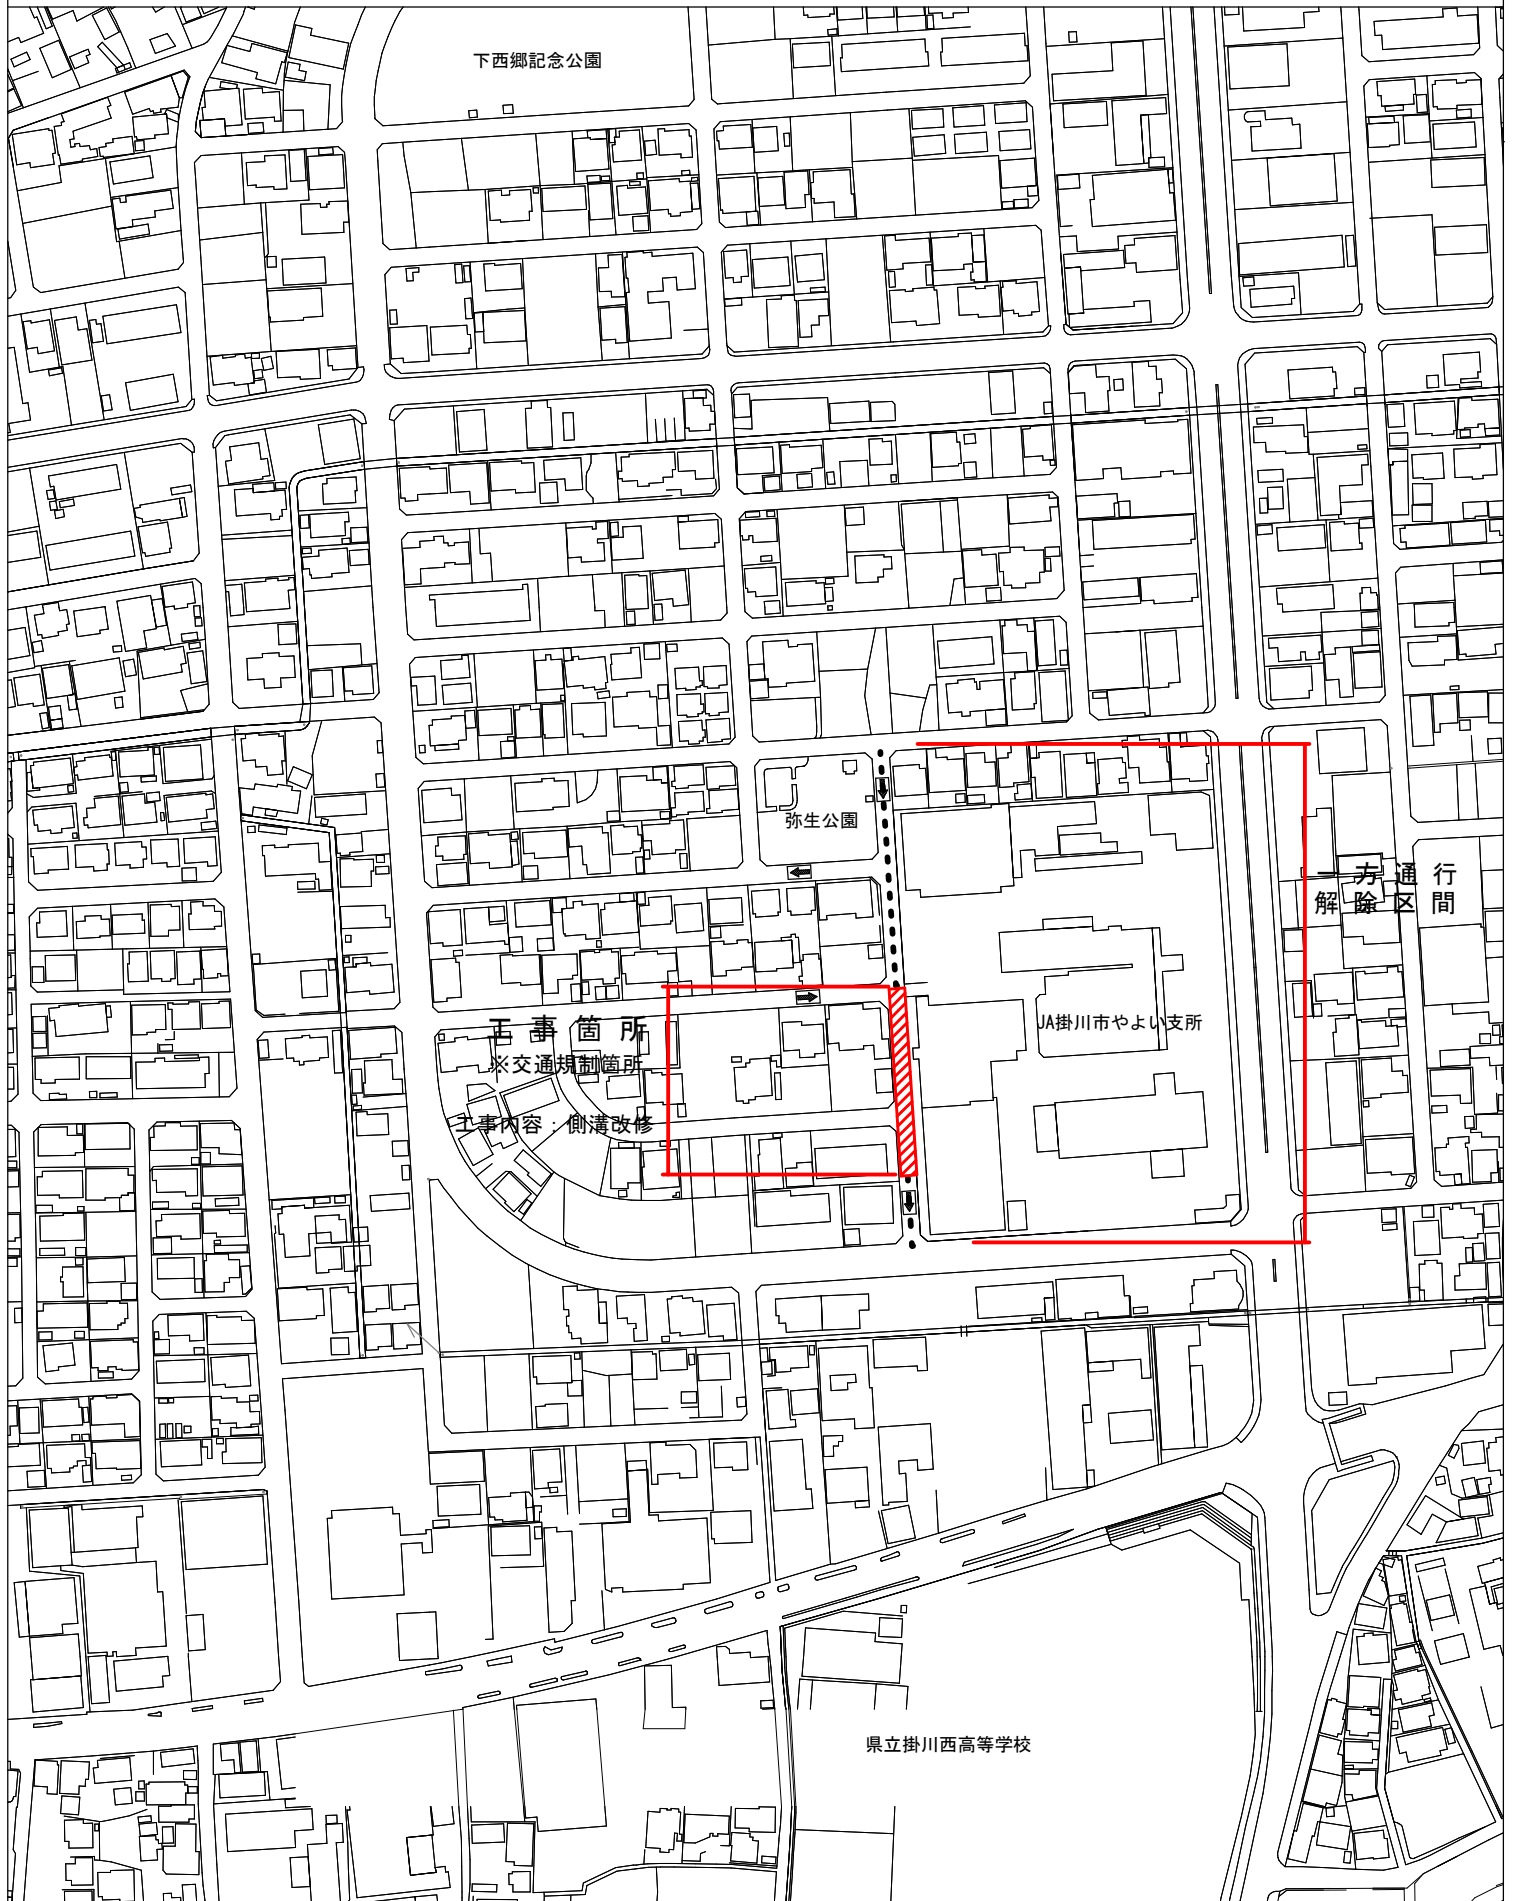 下西郷記念公園
弥生公園
一方通行
解除区間
工事箇所
※交通規制箇所
工事内容：側溝改修
JA掛川市やよい支所
県立掛川西高等学校